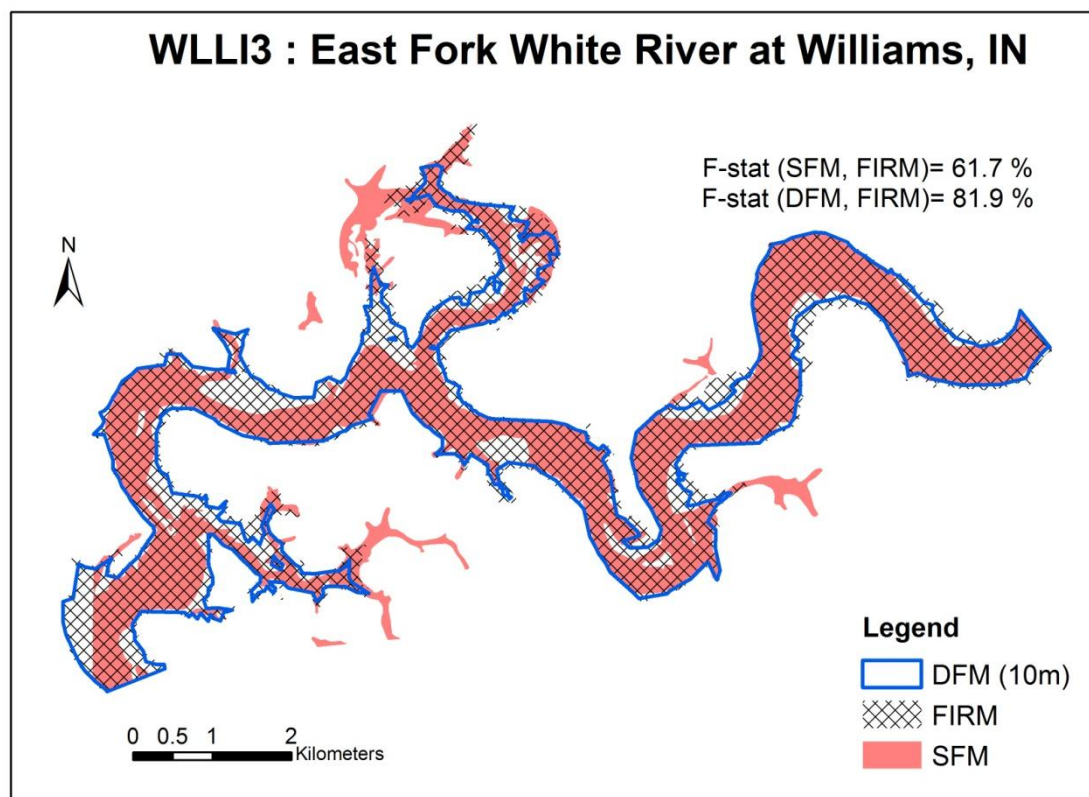 WLLI3 : East Fork White River at Williams, IN
F-stat (SFM, FIRM)= 61.7 %
F-stat (DFM, FIRM)= 81.9 %
N
Legend
DFM (10m)
FIRM
SFM
0 0.5 1 2
Kilometers